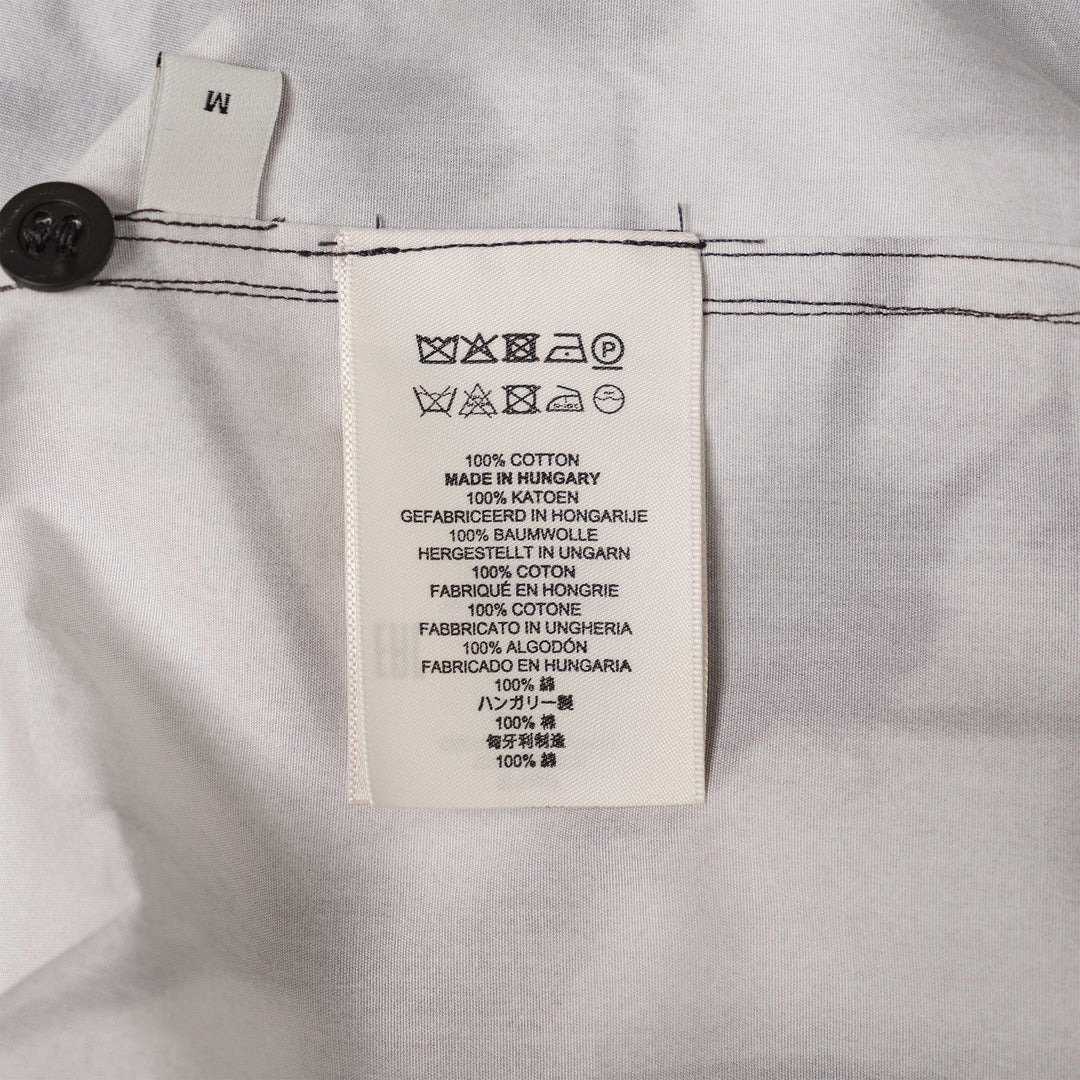 M
P
100% COTTON
MADE IN HUNGARY
100% KATOEN
GEFABRICEERD IN HONGARIJE
100% BAUMWOLLE
HERGESTELLT IN UNGARN
100% COTON
FABRIQUÉ EN HONGRIE
100% COTONE
FABBRICATO IN UNGHERIA
100% ALGODÓN
FABRICADO EN HUNGARIA
100% 綿
ハンガリー製
100% 棉
匈牙利制造
100% 綿